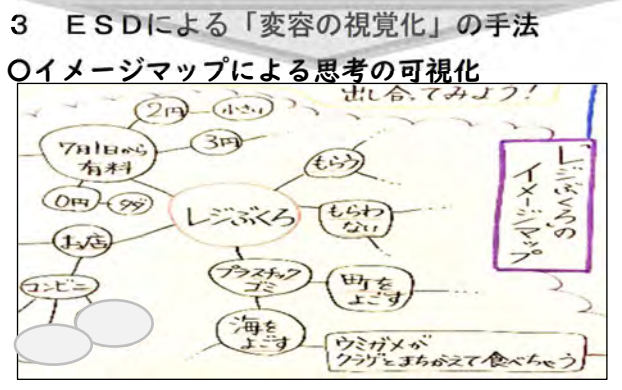 3　ＥＳＤによる「変容の視覚化」の手法
〇イメージマップによる思考の可視化
出し合ってみよう!
レジぶくろの
イメージマップ
2円
小さい
7月1日から
有料
3円
0円
タダ
レジぶくろ
もらう
もらわ
ない
お店
コンビニ
プラスチック
ゴミ
町を
よごす
海を
よごす
ウミガメが
クラゲとまちがえて食べちゃう